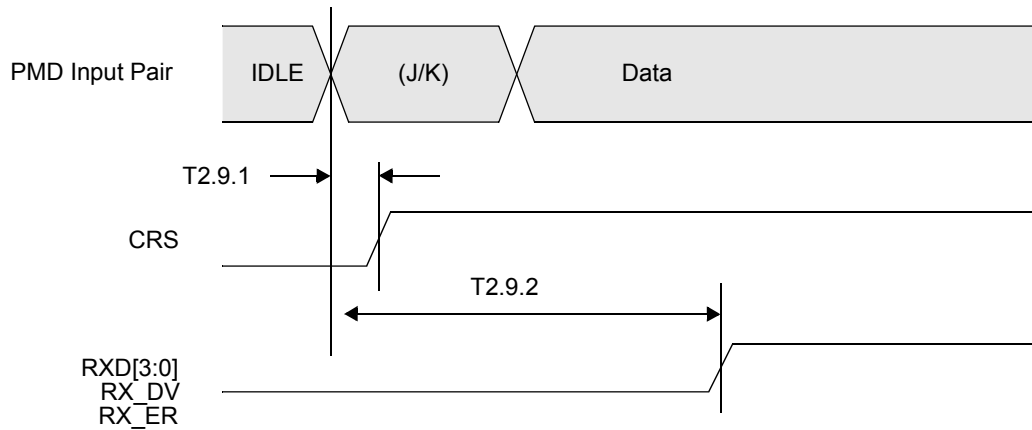 PMD Input Pair
IDLE
(J/K)
Data
T2.9.1
CRS
T2.9.2
RXD[3:0]
RX_DV
RX_ER